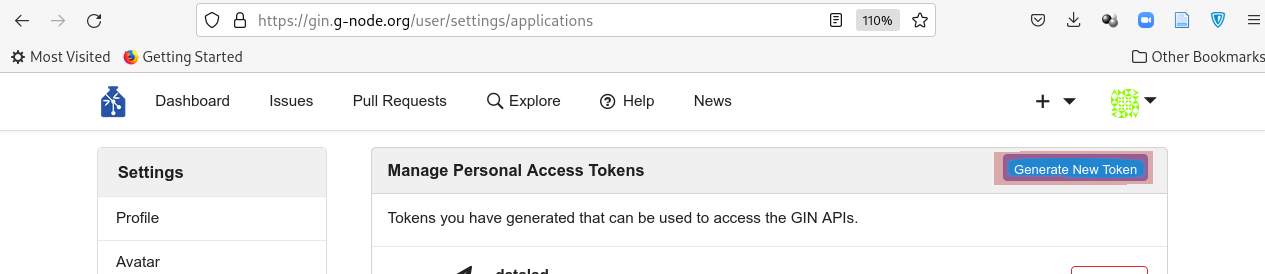 https://gin.g-node.org/user/settings/applications 110%
Most Visited Getting Started Other Bookmarks
Dashboard Issues Pull Requests Explore Help News
Settings
Profile
Avatar
Manage Personal Access Tokens Generate New Token
Tokens you have generated that can be used to access the GIN APIs.
datalad